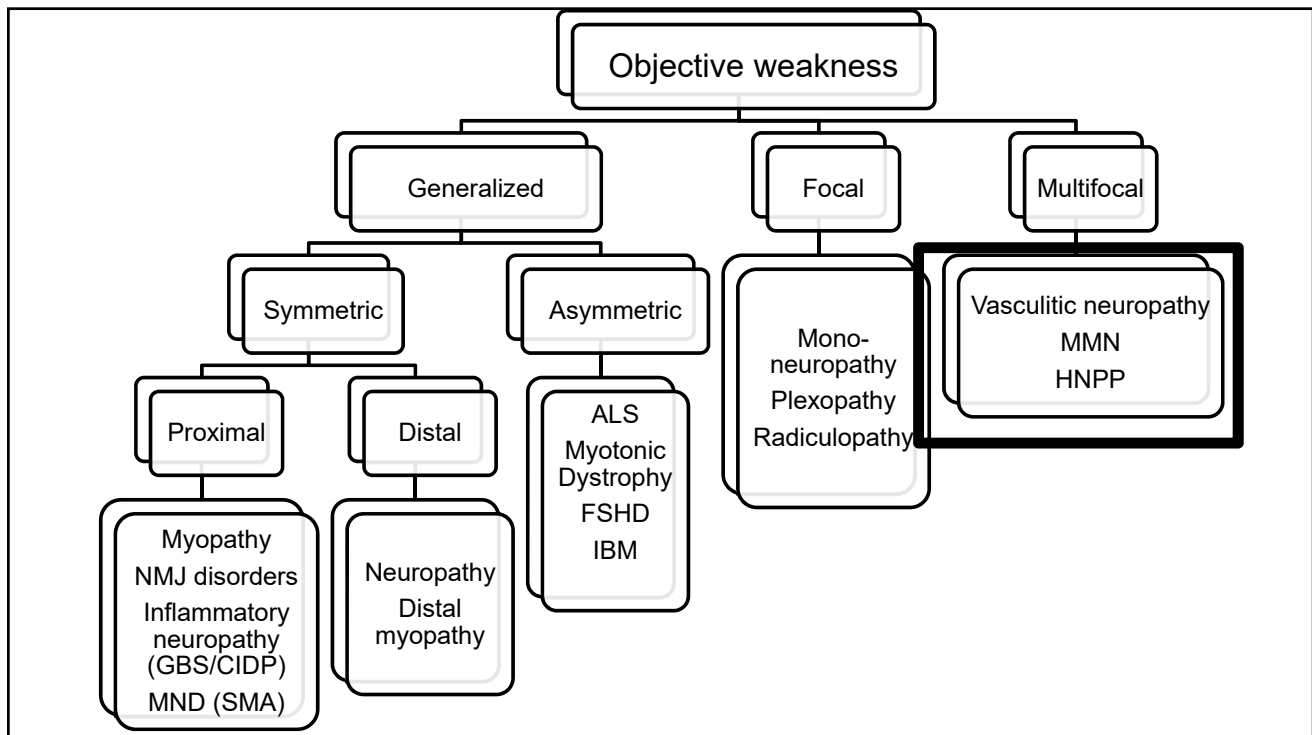 Objective weakness
Generalized
Focal
Multifocal
Symmetric
Asymmetric
Mono-
neuropathy
Plexopathy
Radiculopathy
Vasculitic neuropathy
MMN
HNPP
Proximal
Distal
ALS
Myotonic
Dystrophy
FSHD
IBM
Myopathy
NMJ disorders
Inflammatory
neuropathy
(GBS/CIDP)
MND (SMA)
Neuropathy
Distal
myopathy